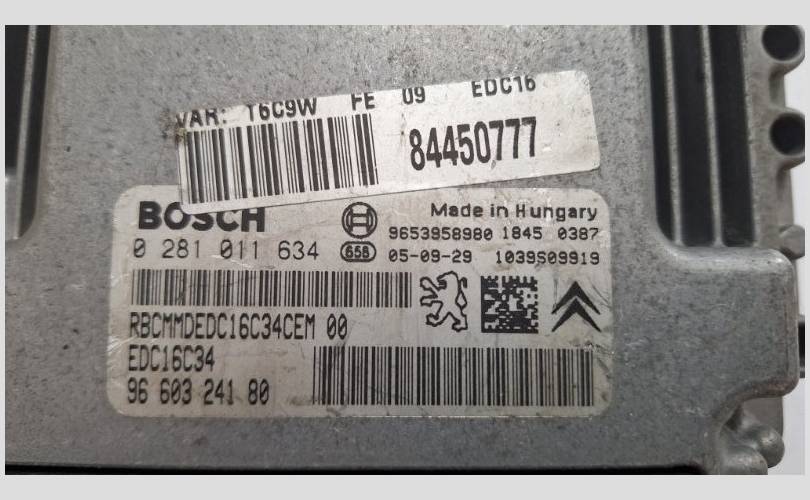 VAR: T6C9W FE 09 EDC16
84450777
BOSCH
Made in Hungary
9653958980 1845 0387
0 281 011 634 658 05-09-29 1039S09919
RBCMMDEDC16C34CEM 00
EDC16C34
96 603 241 80